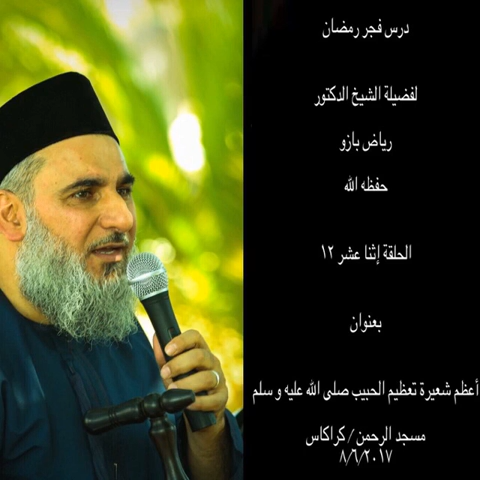 درس فجر رمضان
لفضيلة الشيخ الدكتور
رياض بازو
حفظه الله
الحلقة إثنا عشر ١٢
بعنوان
أعظم شعيرة تعظيم الحبيب صلى الله عليه و سلم
مسجد الرحمن / كراكاس
٨/٦/٢٠١٧